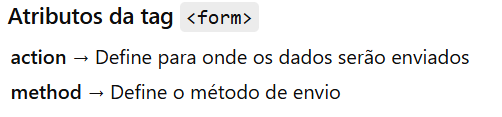 Atributos da tag <form>
action → Define para onde os dados serão enviados
method → Define o método de envio